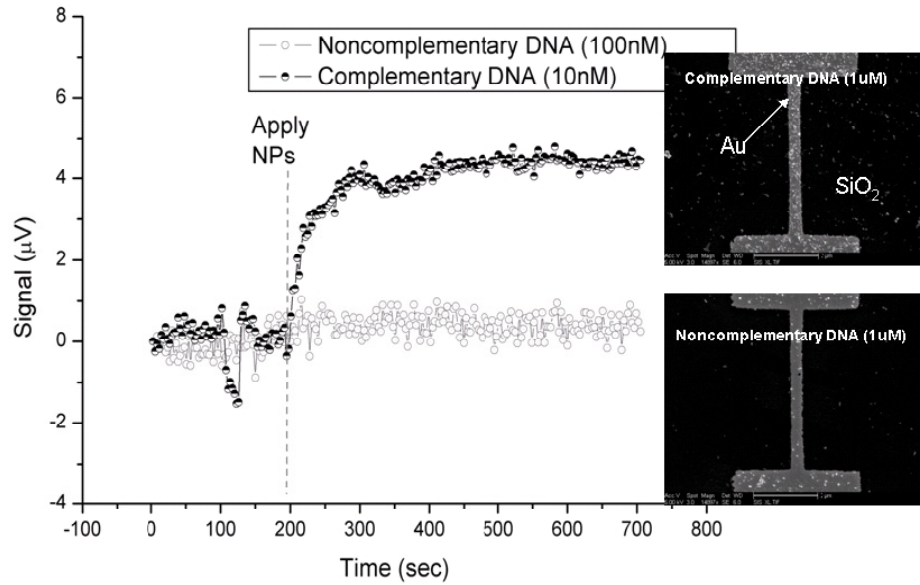 Noncomplementary DNA (100nM)
Complementary DNA (10nM)
Apply
NPs
Signal (μV)
8
6
4
2
0
-2
-4
-100 0 100 200 300 400 500 600 700 800
Time (sec)
Complementary DNA (1uM)
Au
SiO₂
Noncomplementary DNA (1uM)